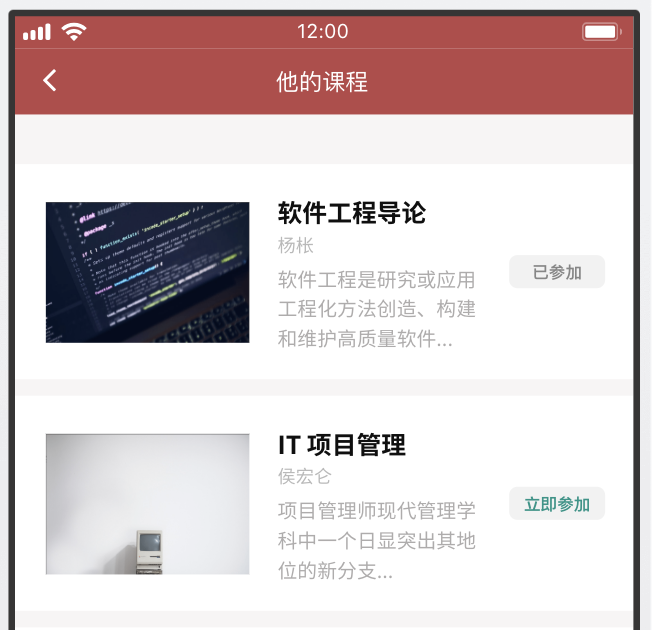 12:00
他的课程
@link https://
@package
软件工程导论
杨枨
软件工程是研究或应用
工程化方法创造、构建
和维护高质量软件...
已参加
IT 项目管理
侯宏仑
项目管理师现代管理学
科中一个日显突出其地
位的新分支...
立即参加